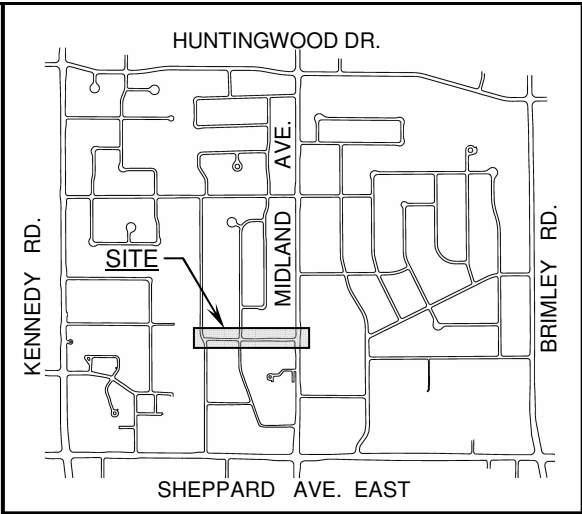 HUNTINGWOOD DR.
KENNEDY RD.
SITE
MIDLAND AVE.
BRIMLEY RD.
SHEPPARD AVE. EAST